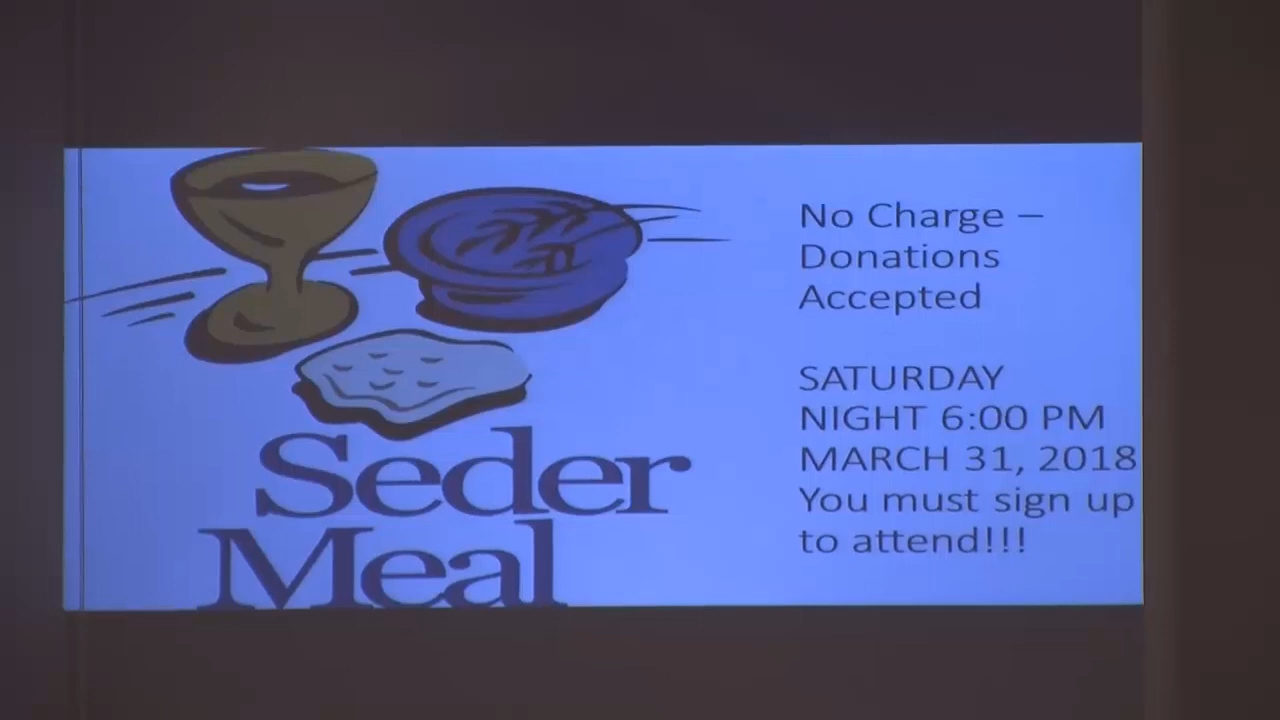 Seder
Meal
No Charge –
Donations
Accepted
SATURDAY
NIGHT 6:00 PM
MARCH 31, 2018
You must sign up
to attend!!!